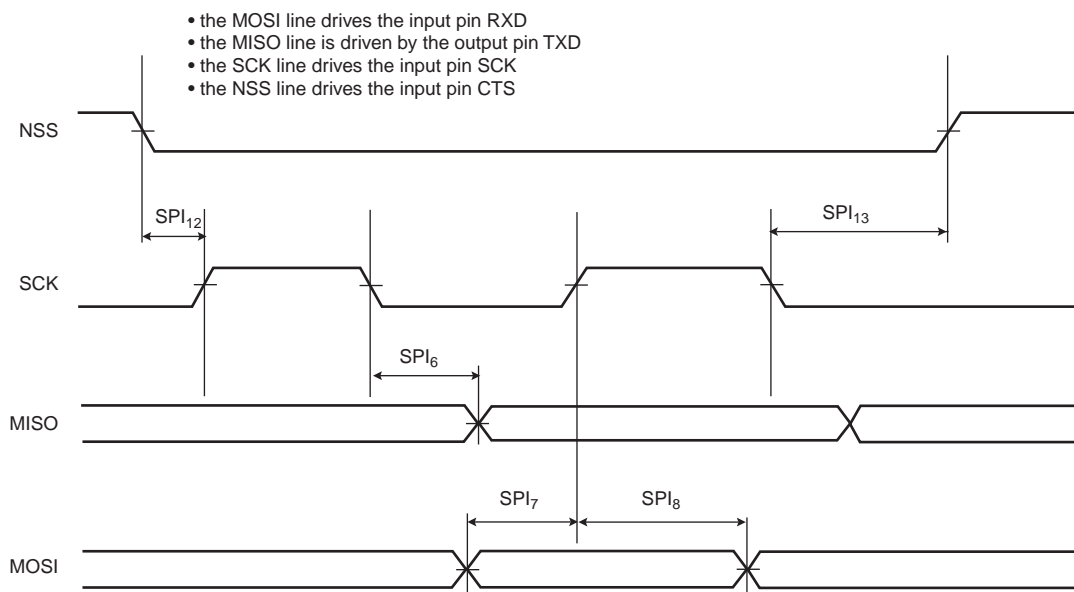 • the MOSI line drives the input pin RXD
• the MISO line is driven by the output pin TXD
• the SCK line drives the input pin SCK
• the NSS line drives the input pin CTS
NSS
SPI12
SPI13
SCK
SPI6
MISO
SPI7
SPI8
MOSI